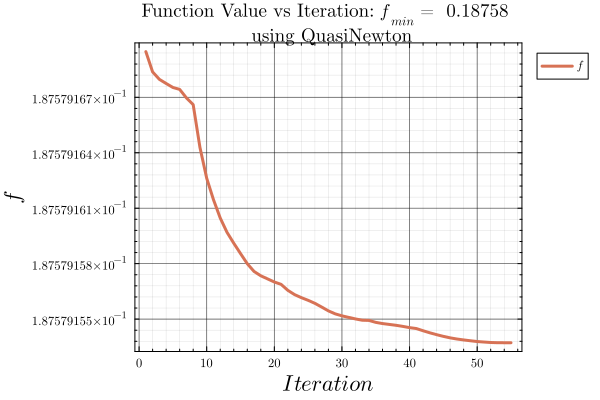 Function Value vs Iteration: f_min = 0.18758
using QuasiNewton
f
1.87579167×10⁻¹
1.87579164×10⁻¹
1.87579161×10⁻¹
1.87579158×10⁻¹
1.87579155×10⁻¹
f
0 10 20 30 40 50
Iteration